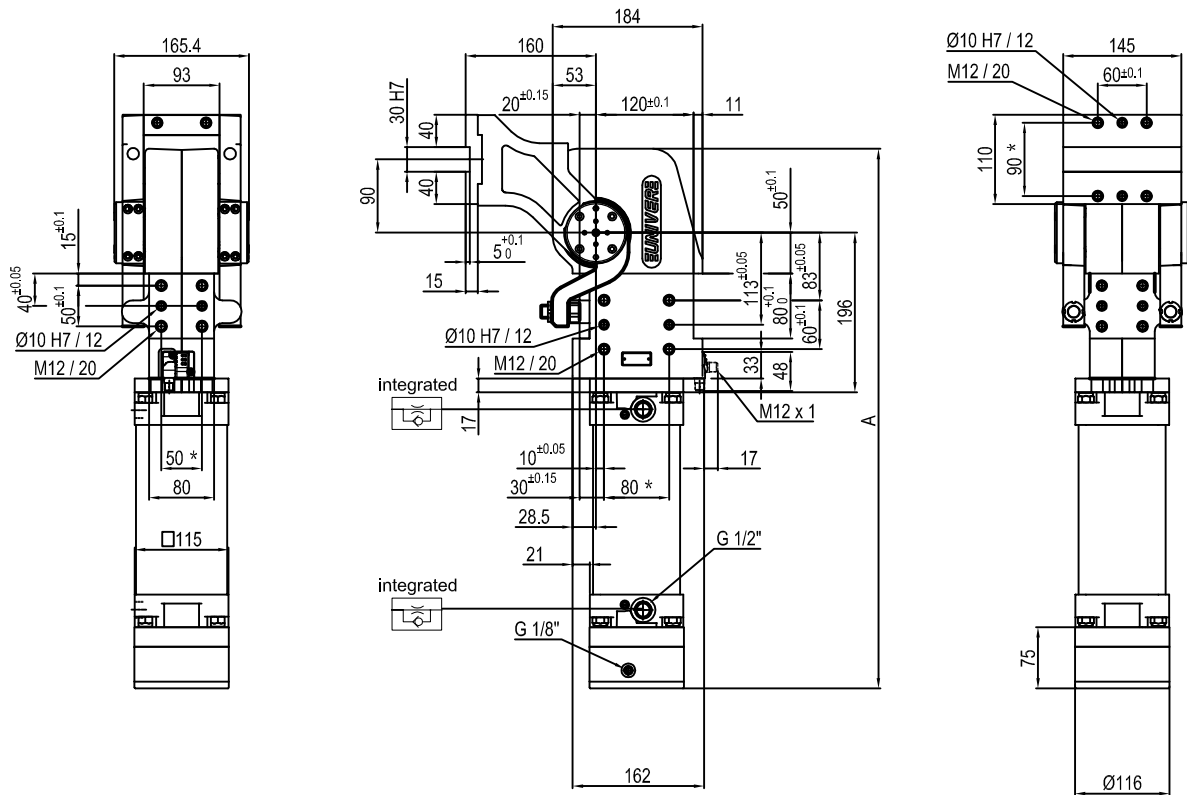 165.4
93
15±0.1
40±0.05
50±0.1
Ø10 H7 / 12
M12 / 20
50 *
80
□115
184
160
53
20±0.15
120±0.1
11
30 H7
40
90
40
5 +0.1 0
15
UNIVER
50±0.1
83±0.05
113±0.05
80 +0.1 0
60±0.1
196
33
48
A
Ø10 H7 / 12
M12 / 20
integrated
17
M12 x 1
10±0.05
17
30±0.15
80 *
28.5
21
G 1/2"
integrated
G 1/8"
162
Ø10 H7 / 12
M12 / 20
145
60±0.1
110
90 *
75
Ø116